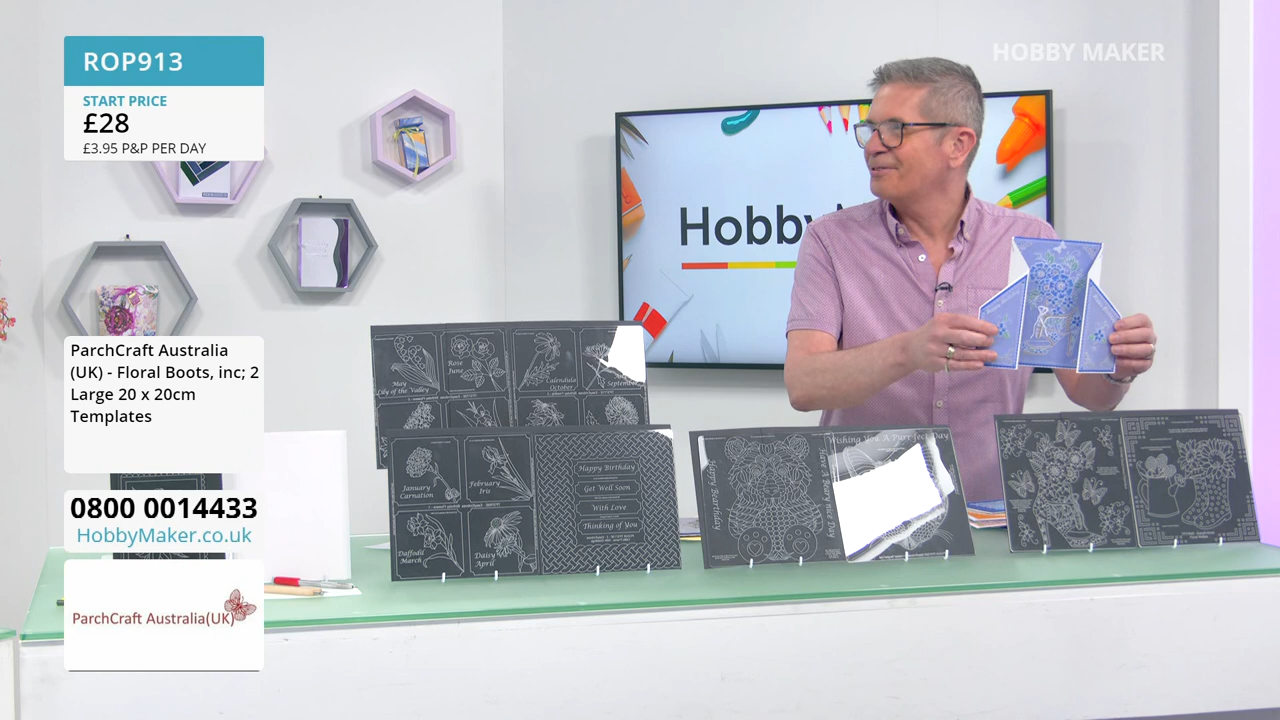 ROP913
START PRICE
£28
£3.95 P&P PER DAY
HOBBY MAKER
Hobby
ParchCraft Australia
(UK) - Floral Boots, inc; 2
Large 20 x 20cm
Templates
0800 0014433
HobbyMaker.co.uk
ParchCraft Australia(UK)
May
Lily of the Valley
Rose
June
Calendula
October
September
January
Carnation
February
Iris
Daffodil
March
Daisy
April
Happy Birthday
Get Well Soon
With Love
Thinking of You
Happy Birthday
Wishing You A Purr-fect Day